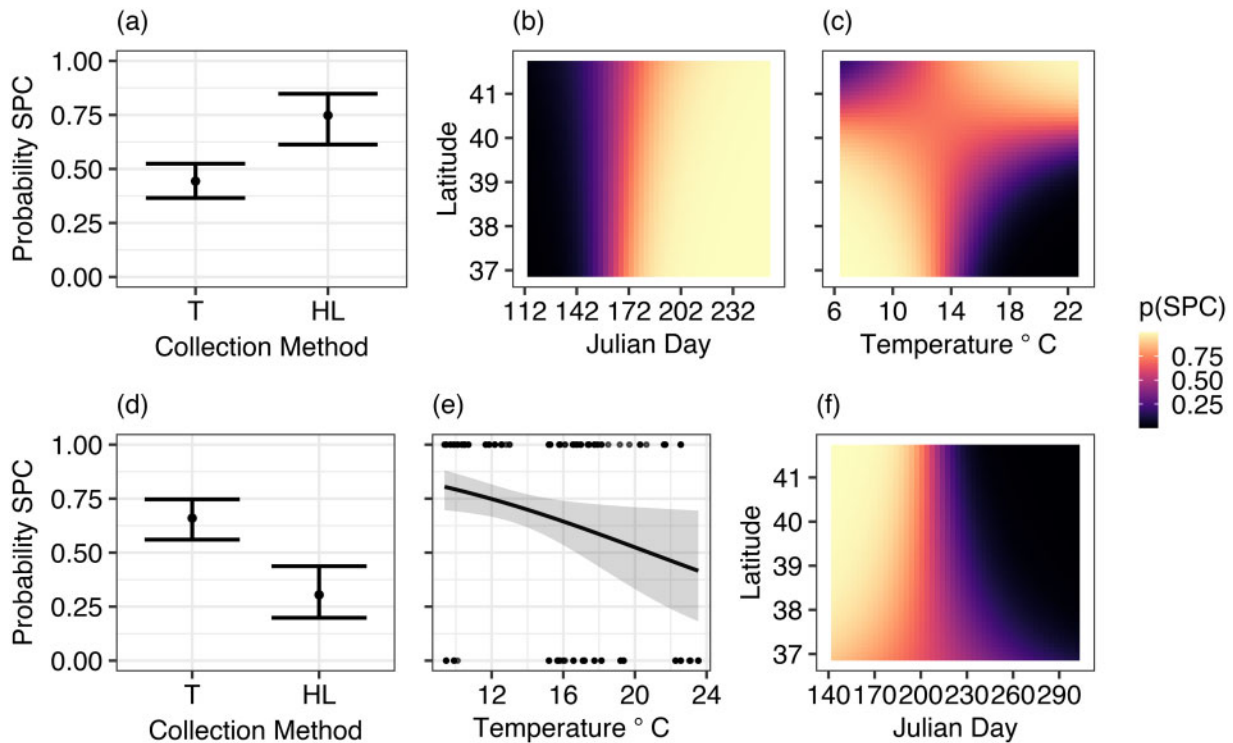 (a)
Probability SPC
1.00
0.75
0.50
0.25
0.00
T HL
Collection Method
(b)
Latitude
41
40
39
38
37
112 142 172 202 232
Julian Day
(c)
6 10 14 18 22
Temperature ° C
p(SPC)
0.75
0.50
0.25
(d)
Probability SPC
1.00
0.75
0.50
0.25
0.00
T HL
Collection Method
(e)
12 16 20 24
Temperature ° C
(f)
Latitude
41
40
39
38
37
140 170 200 230 260 290
Julian Day